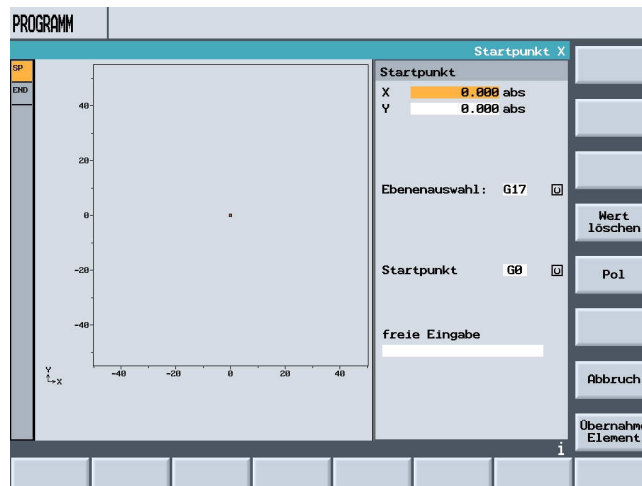 PROGRAMM
Startpunkt X
SP
END
Startpunkt
X 0.000 abs
Y 0.000 abs
Ebenenauswahl: G17
Startpunkt G0
freie Eingabe
40
20
0
-20
-40
-40 -20 0 20 40
Y
X
Wert
löschen
Pol
Abbruch
Übernahme
Element
i